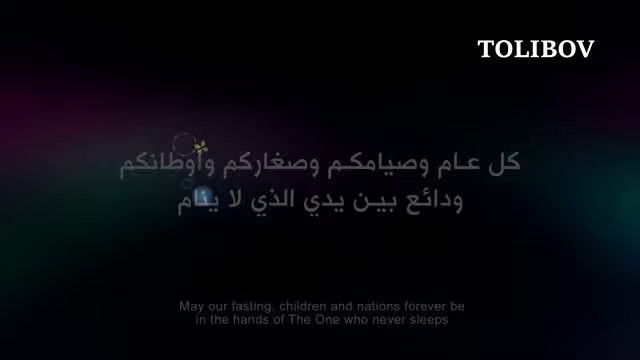 TOLIBOV
كل عام وصيامكم وصغاركم وأوطانكم
ودائع بين يدي الذي لا ينام
May our fasting, children and nations forever be
in the hands of The One who never sleeps